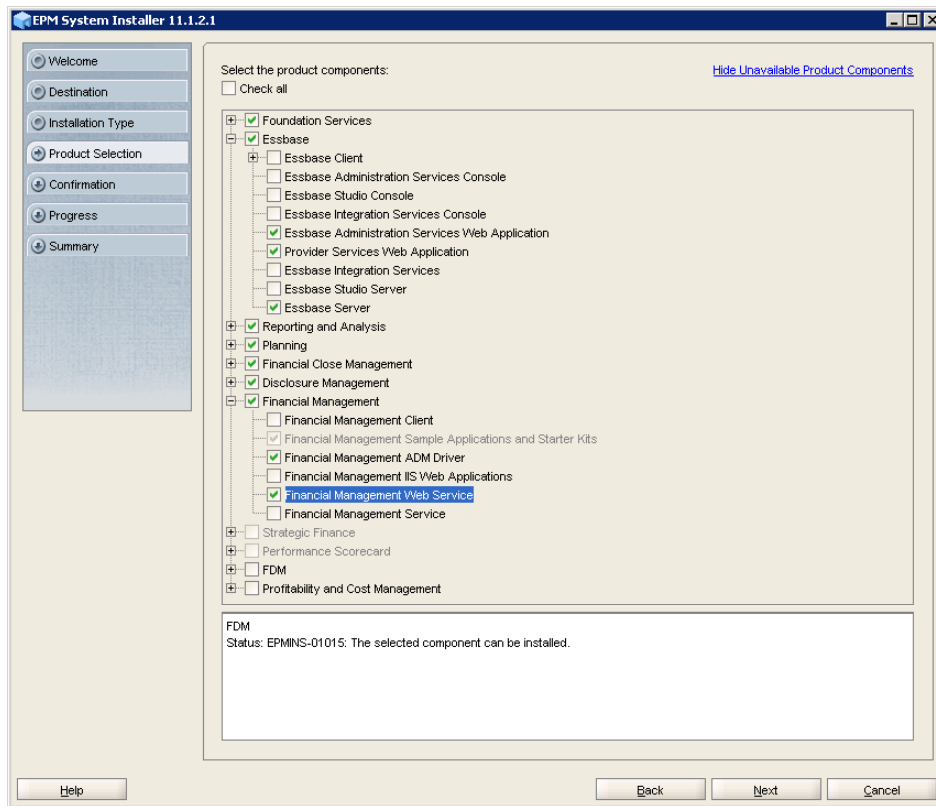 EPM System Installer 11.1.2.1
Welcome
Destination
Installation Type
Product Selection
Confirmation
Progress
Summary
Select the product components:
Hide Unavailable Product Components
Check all
Foundation Services
Essbase
Essbase Client
Essbase Administration Services Console
Essbase Studio Console
Essbase Integration Services Console
Essbase Administration Services Web Application
Provider Services Web Application
Essbase Integration Services
Essbase Studio Server
Essbase Server
Reporting and Analysis
Planning
Financial Close Management
Disclosure Management
Financial Management
Financial Management Client
Financial Management Sample Applications and Starter Kits
Financial Management ADM Driver
Financial Management IIS Web Applications
Financial Management Web Service
Financial Management Service
Strategic Finance
Performance Scorecard
FDM
Profitability and Cost Management
FDM
Status: EPMINS-01015: The selected component can be installed.
Help
Back
Next
Cancel